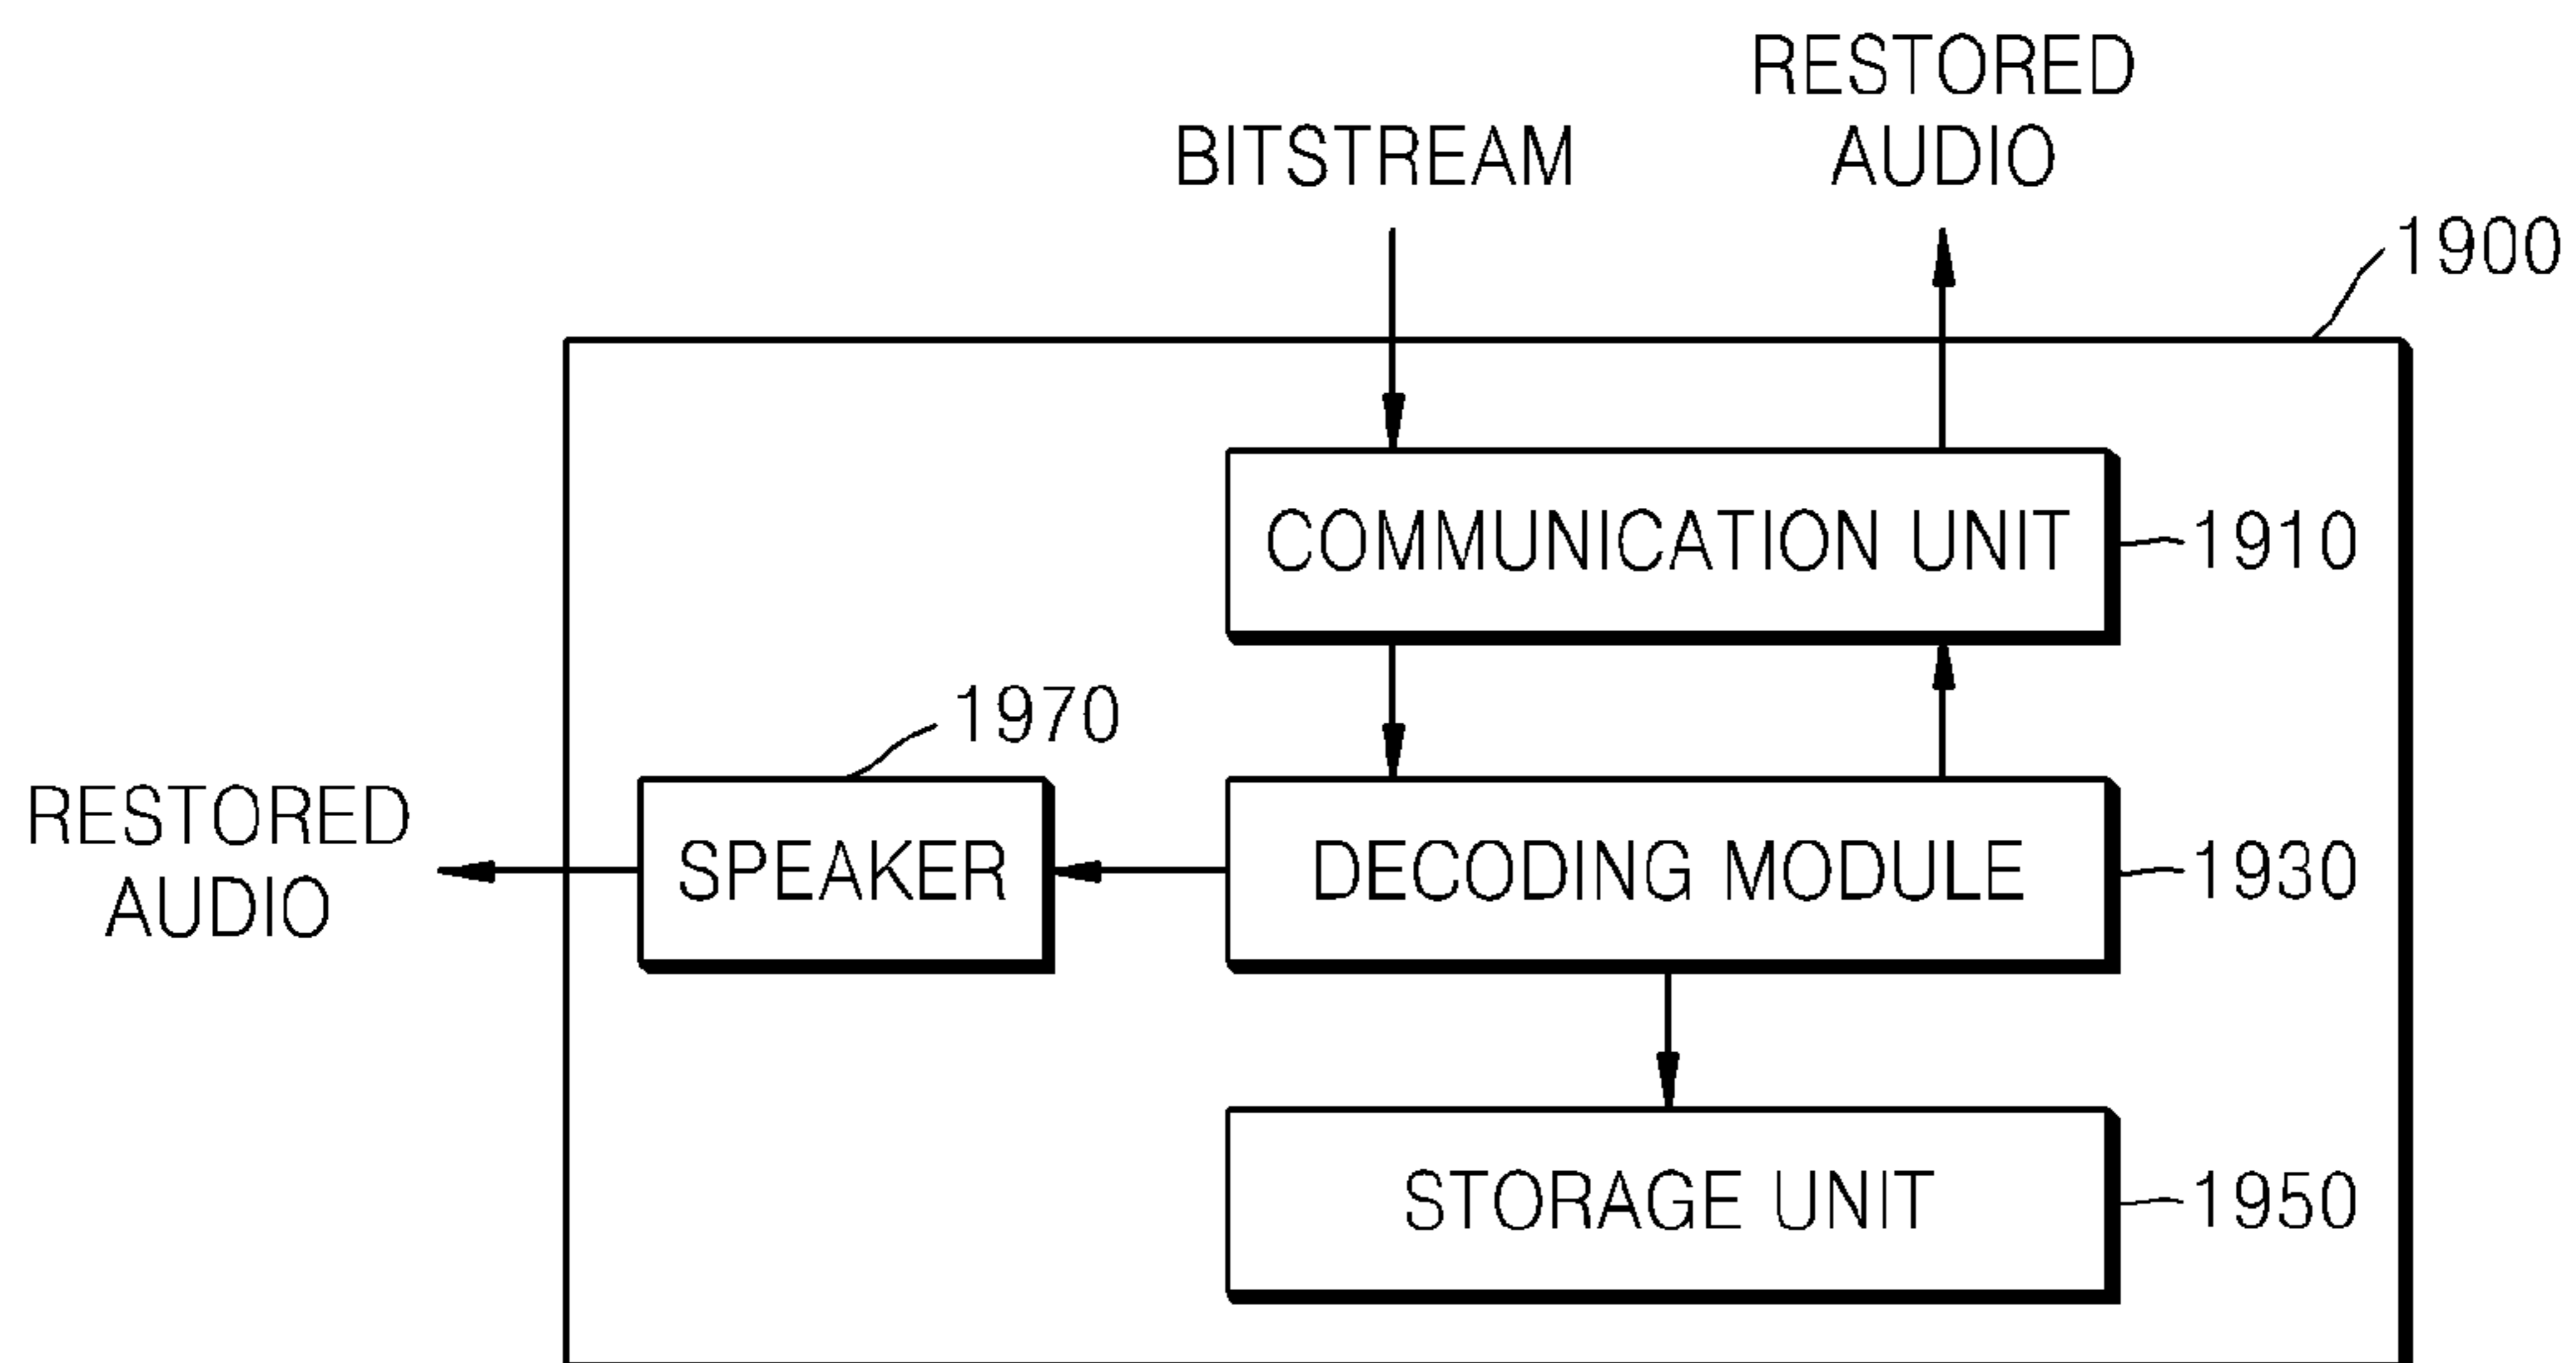 RESTORED
AUDIO
BITSTREAM
1900
COMMUNICATION UNIT
1910
1970
RESTORED
AUDIO
SPEAKER
DECODING MODULE
1930
STORAGE UNIT
1950